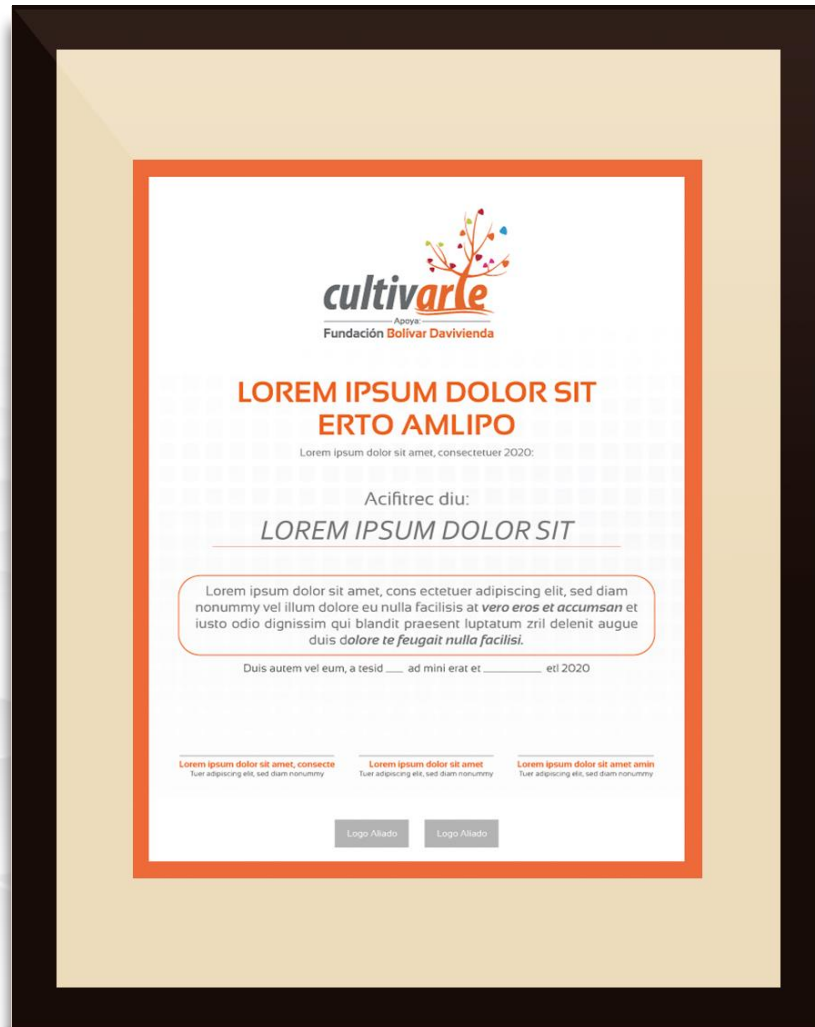 cultivarte
Apoya:
Fundación Bolívar Davivienda
LOREM IPSUM DOLOR SIT
ERTO AMLIPO
Lorem ipsum dolor sit amet, consectetuer 2020:
Acifitrec diu:
LOREM IPSUM DOLOR SIT
Lorem ipsum dolor sit amet, cons ectetuer adipiscing elit, sed diam
nonummy vel illum dolore eu nulla facilisis at vero eros et accumsan et
iusto odio dignissim qui blandit praesent luptatum zril delenit augue
duis dolore te feugait nulla facilisi.
Duis autem vel eum, a tesid ___ ad mini erat et __________ etl 2020
Lorem ipsum dolor sit amet, consecte
Tuer adipiscing elit, sed diam nonummy
Lorem ipsum dolor sit amet
Tuer adipiscing elit, sed diam nonummy
Lorem ipsum dolor sit amet amin
Tuer adipiscing elit, sed diam nonummy
Logo Aliado
Logo Aliado